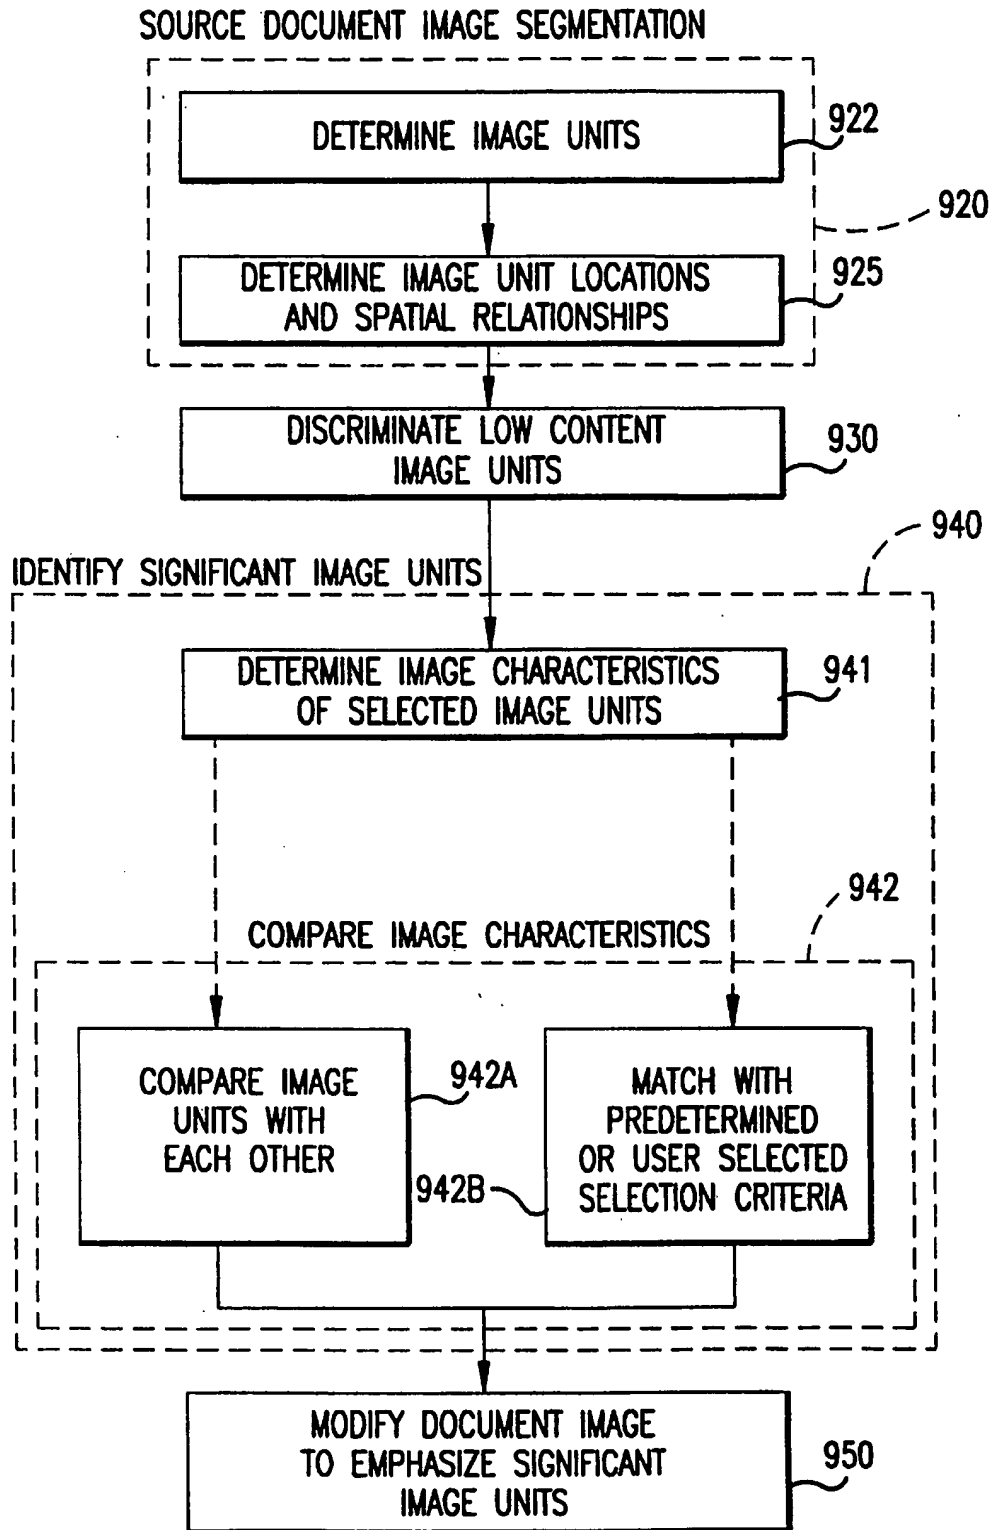 SOURCE DOCUMENT IMAGE SEGMENTATION
DETERMINE IMAGE UNITS
922
920
DETERMINE IMAGE UNIT LOCATIONS
AND SPATIAL RELATIONSHIPS
925
DISCRIMINATE LOW CONTENT
IMAGE UNITS
930
940
IDENTIFY SIGNIFICANT IMAGE UNITS
DETERMINE IMAGE CHARACTERISTICS
OF SELECTED IMAGE UNITS
941
942
COMPARE IMAGE CHARACTERISTICS
COMPARE IMAGE
UNITS WITH
EACH OTHER
942A
MATCH WITH
PREDETERMINED
OR USER SELECTED
SELECTION CRITERIA
942B
MODIFY DOCUMENT IMAGE
TO EMPHASIZE SIGNIFICANT
IMAGE UNITS
950